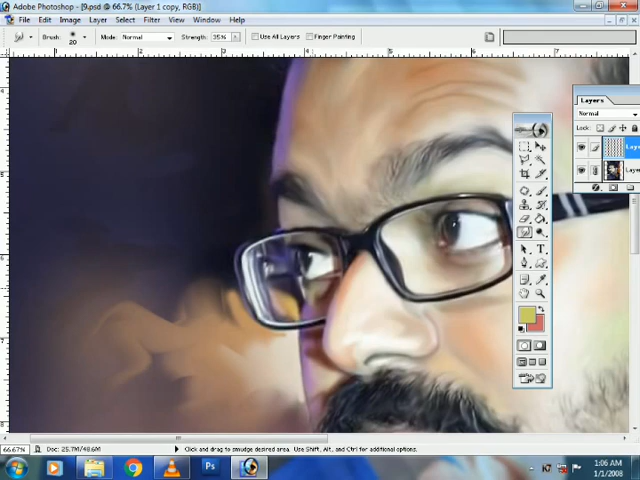 Adobe Photoshop - [9.psd @ 66.7% (Layer 1 copy, RGB)]
File Edit Image Layer Select Filter View Window Help
Brush: 20 Mode: Normal Strength: 35% Use All Layers Finger Painting
Layers
Normal
Lock:
Laye
Laye
66.67% Doc: 25.7M/48.6M Click and drag to smudge desired area. Use Shift, Alt, and Ctrl for additional options.
Ps
1:06 AM
1/1/2008